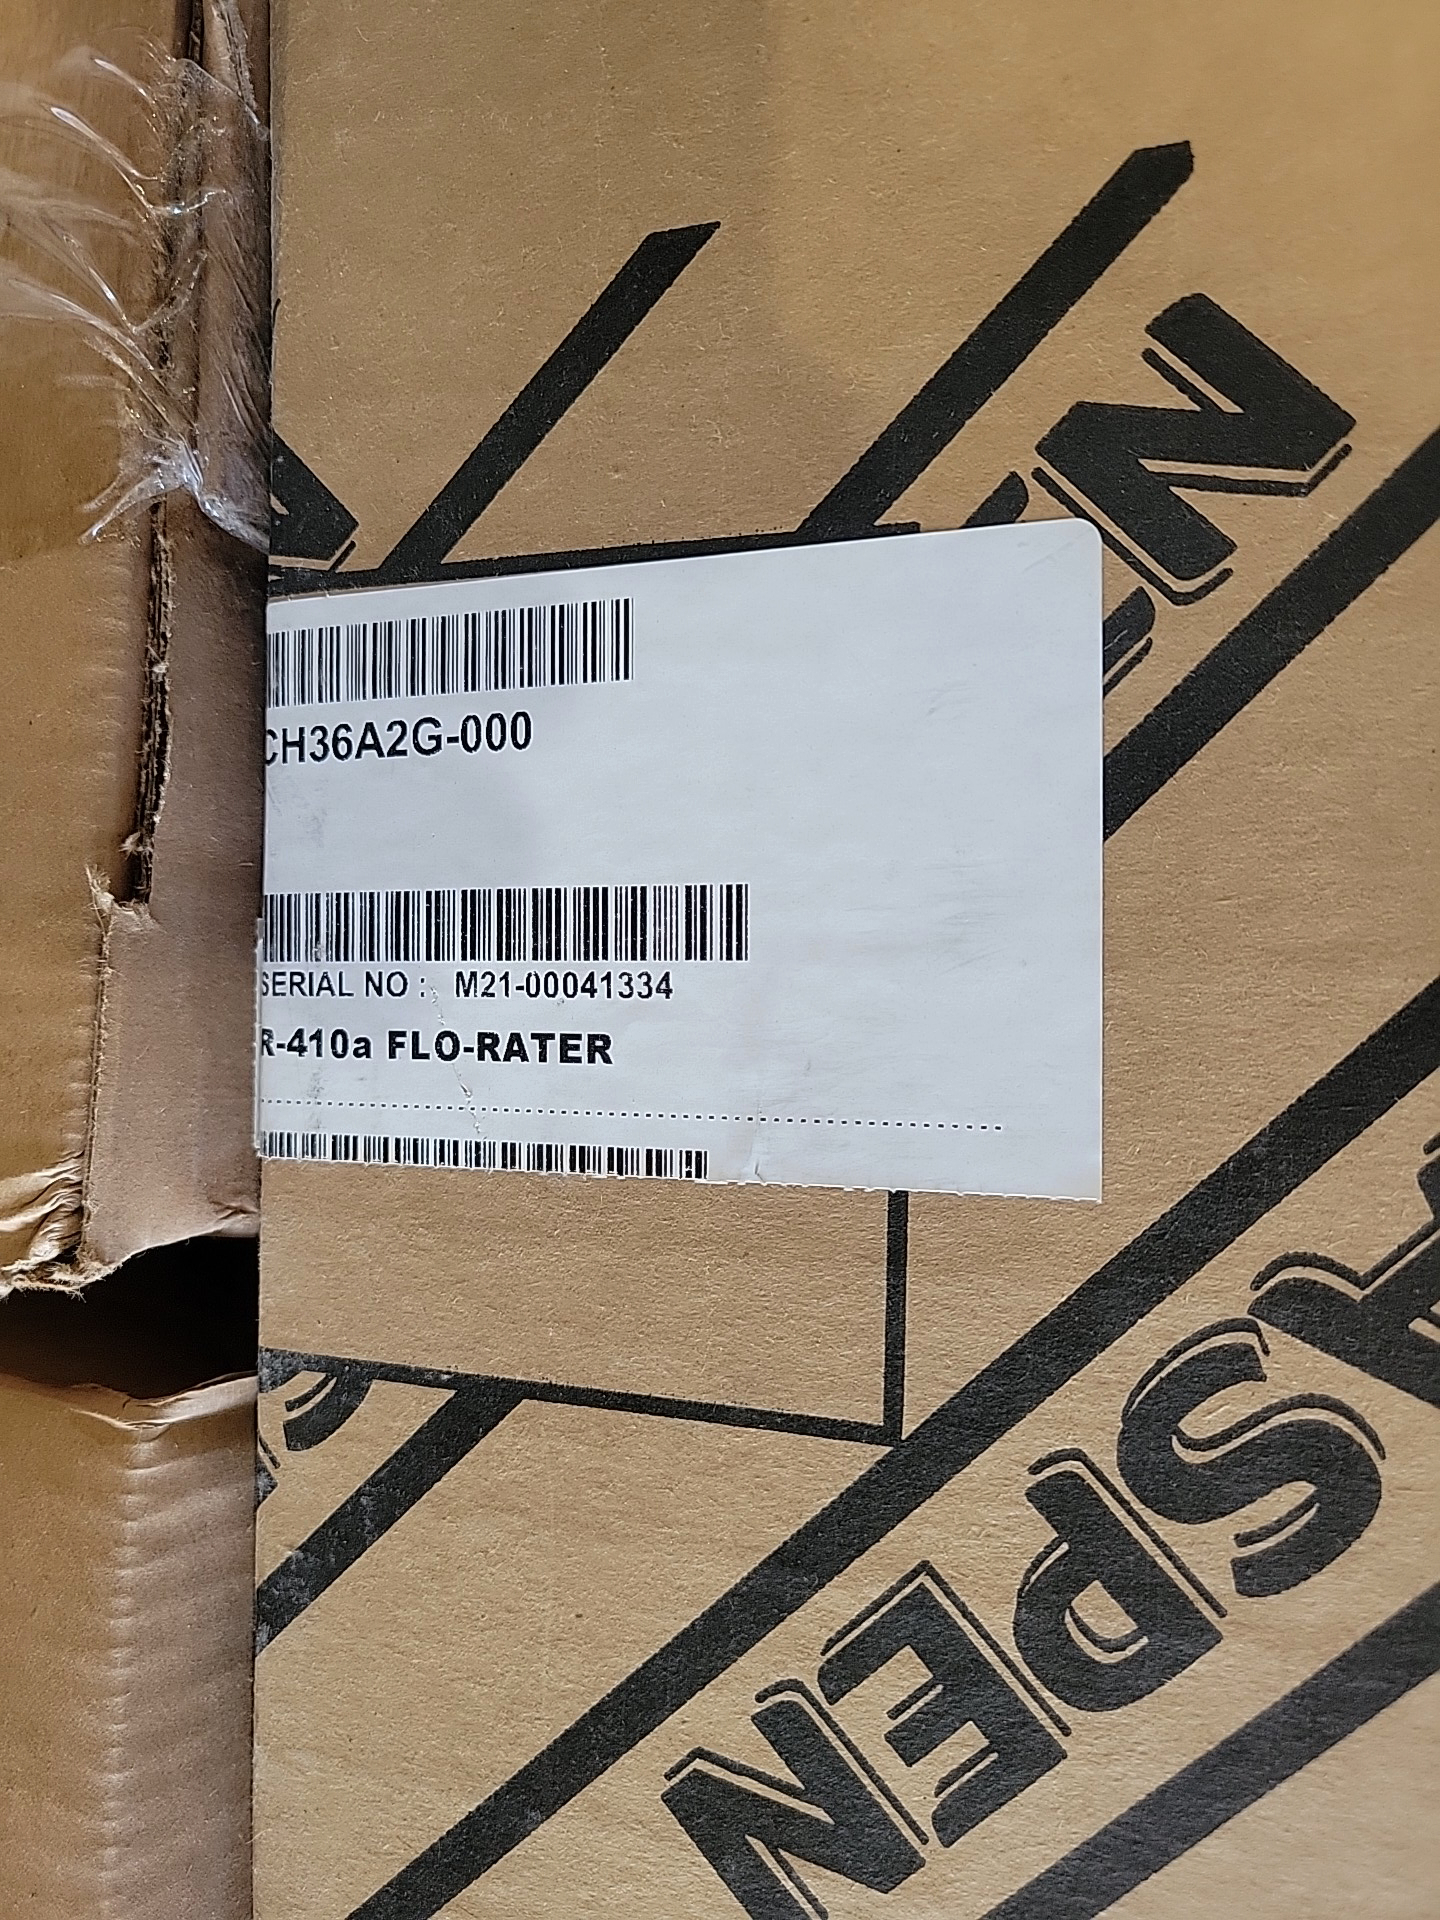 CH36A2G-000
SERIAL NO : M21-00041334
R-410a FLO-RATER
SPEN